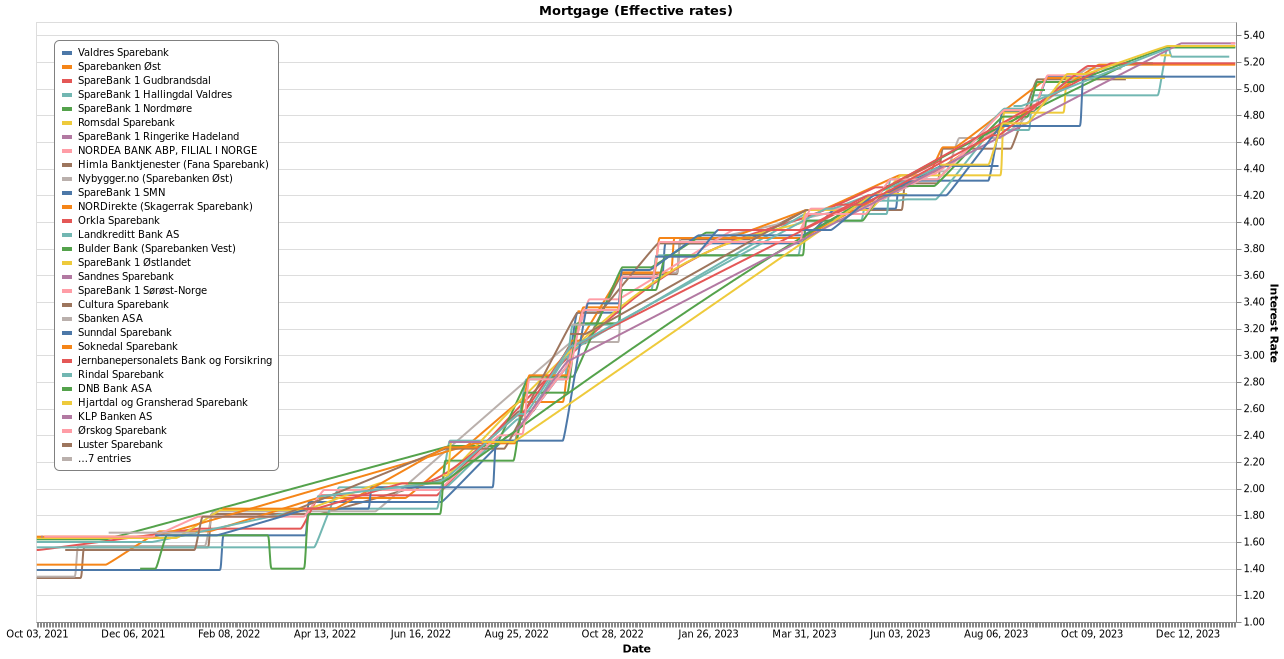 Mortgage (Effective rates)
Valdres Sparebank
Sparebanken Øst
SpareBank 1 Gudbrandsdal
SpareBank 1 Hallingdal Valdres
SpareBank 1 Nordmøre
Romsdal Sparebank
SpareBank 1 Ringerike Hadeland
NORDEA BANK ABP, FILIAL I NORGE
Himla Banktjenester (Fana Sparebank)
Nybygger.no (Sparebanken Øst)
SpareBank 1 SMN
NORDirekte (Skagerrak Sparebank)
Orkla Sparebank
Landkreditt Bank AS
Bulder Bank (Sparebanken Vest)
SpareBank 1 Østlandet
Sandnes Sparebank
SpareBank 1 Sørøst-Norge
Cultura Sparebank
Sbanken ASA
Sunndal Sparebank
Soknedal Sparebank
Jernbanepersonalets Bank og Forsikring
Rindal Sparebank
DNB Bank ASA
Hjartdal og Gransherad Sparebank
KLP Banken AS
Ørskog Sparebank
Luster Sparebank
...7 entries
5.40
5.20
5.00
4.80
4.60
4.40
4.20
4.00
3.80
3.60
3.40
3.20
3.00
2.80
2.60
2.40
2.20
2.00
1.80
1.60
1.40
1.20
1.00
Interest Rate
Oct 03, 2021 Dec 06, 2021 Feb 08, 2022 Apr 13, 2022 Jun 16, 2022 Aug 25, 2022 Oct 28, 2022 Jan 26, 2023 Mar 31, 2023 Jun 03, 2023 Aug 06, 2023 Oct 09, 2023 Dec 12, 2023
Date